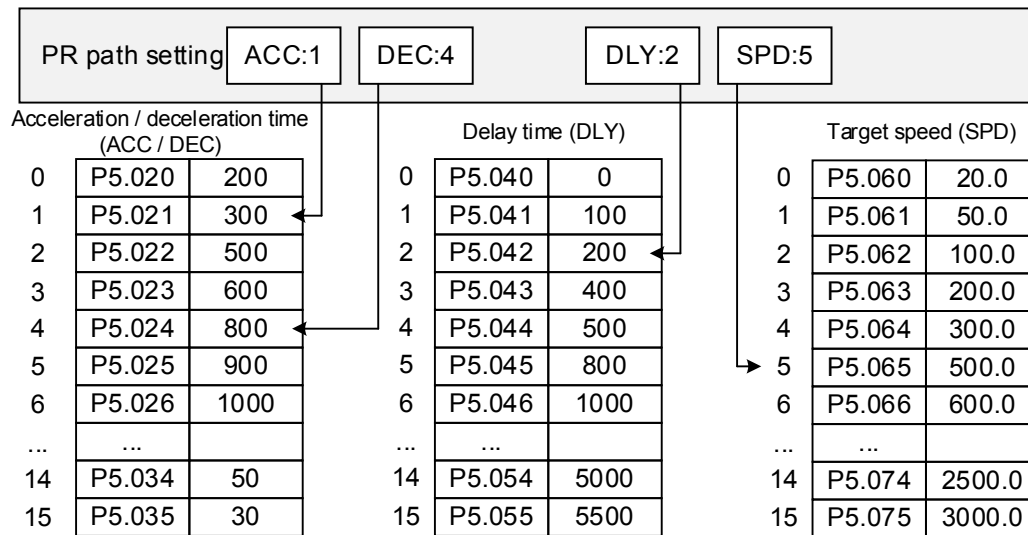 PR path setting ACC:1 DEC:4 DLY:2 SPD:5
Acceleration / deceleration time
(ACC / DEC)
0 P5.020 200
1 P5.021 300
2 P5.022 500
3 P5.023 600
4 P5.024 800
5 P5.025 900
6 P5.026 1000
... ...
14 P5.034 50
15 P5.035 30
Delay time (DLY)
0 P5.040 0
1 P5.041 100
2 P5.042 200
3 P5.043 400
4 P5.044 500
5 P5.045 800
6 P5.046 1000
... ...
14 P5.054 5000
15 P5.055 5500
Target speed (SPD)
0 P5.060 20.0
1 P5.061 50.0
2 P5.062 100.0
3 P5.063 200.0
4 P5.064 300.0
5 P5.065 500.0
6 P5.066 600.0
... ...
14 P5.074 2500.0
15 P5.075 3000.0